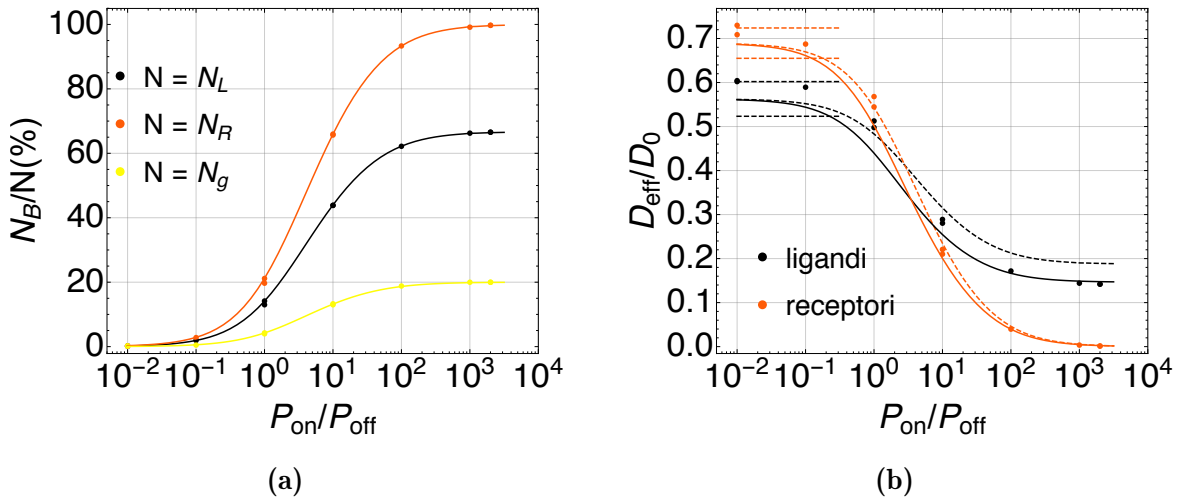 N_B/N(%)
100
80
60
40
20
0
N = N_L
N = N_R
N = N_g
10^−2 10^−1 10^0 10^1 10^2 10^3 10^4
P_on/P_off
(a)
D_eff/D_0
0.7
0.6
0.5
0.4
0.3
0.2
0.1
0.0
ligandi
receptori
10^−2 10^−1 10^0 10^1 10^2 10^3 10^4
P_on/P_off
(b)